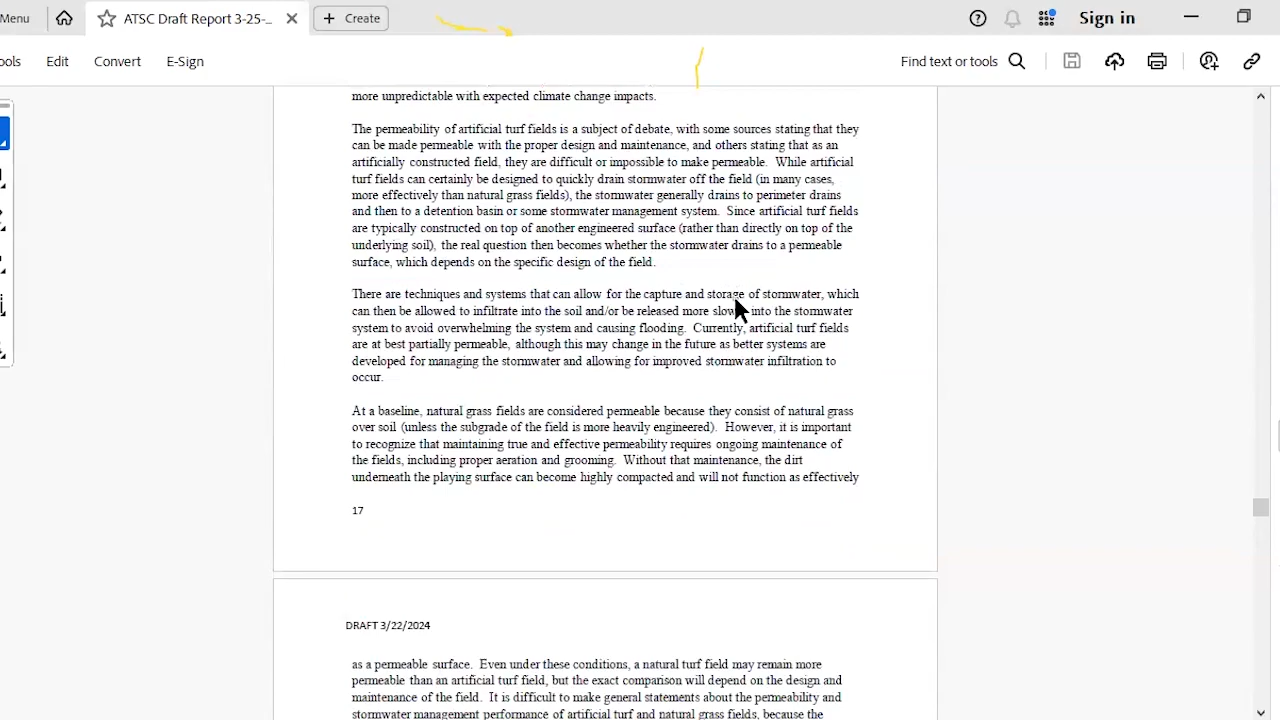 Menu
ATSC Draft Report 3-25-...
Create
Sign in
ools
Edit
Convert
E-Sign
Find text or tools
more unpredictable with expected climate change impacts.
The permeability of artificial turf fields is a subject of debate, with some sources stating that they
can be made permeable with the proper design and maintenance, and others stating that as an
artificially constructed field, they are difficult or impossible to make permeable. While artificial
turf fields can certainly be designed to quickly drain stormwater off the field (in many cases,
more effectively than natural grass fields), the stormwater generally drains to perimeter drains
and then to a detention basin or some stormwater management system. Since artificial turf fields
are typically constructed on top of another engineered surface (rather than directly on top of the
underlying soil), the real question then becomes whether the stormwater drains to a permeable
surface, which depends on the specific design of the field.
There are techniques and systems that can allow for the capture and storage of stormwater, which
can then be allowed to infiltrate into the soil and/or be released more slowly into the stormwater
system to avoid overwhelming the system and causing flooding. Currently, artificial turf fields
are at best partially permeable, although this may change in the future as better systems are
developed for managing the stormwater and allowing for improved stormwater infiltration to
occur.
At a baseline, natural grass fields are considered permeable because they consist of natural grass
over soil (unless the subgrade of the field is more heavily engineered). However, it is important
to recognize that maintaining true and effective permeability requires ongoing maintenance of
the fields, including proper aeration and grooming. Without that maintenance, the dirt
underneath the playing surface can become highly compacted and will not function as effectively
17
DRAFT 3/22/2024
as a permeable surface. Even under these conditions, a natural turf field may remain more
permeable than an artificial turf field, but the exact comparison will depend on the design and
maintenance of the field. It is difficult to make general statements about the permeability and
stormwater management performance of artificial turf and natural grass fields, because the